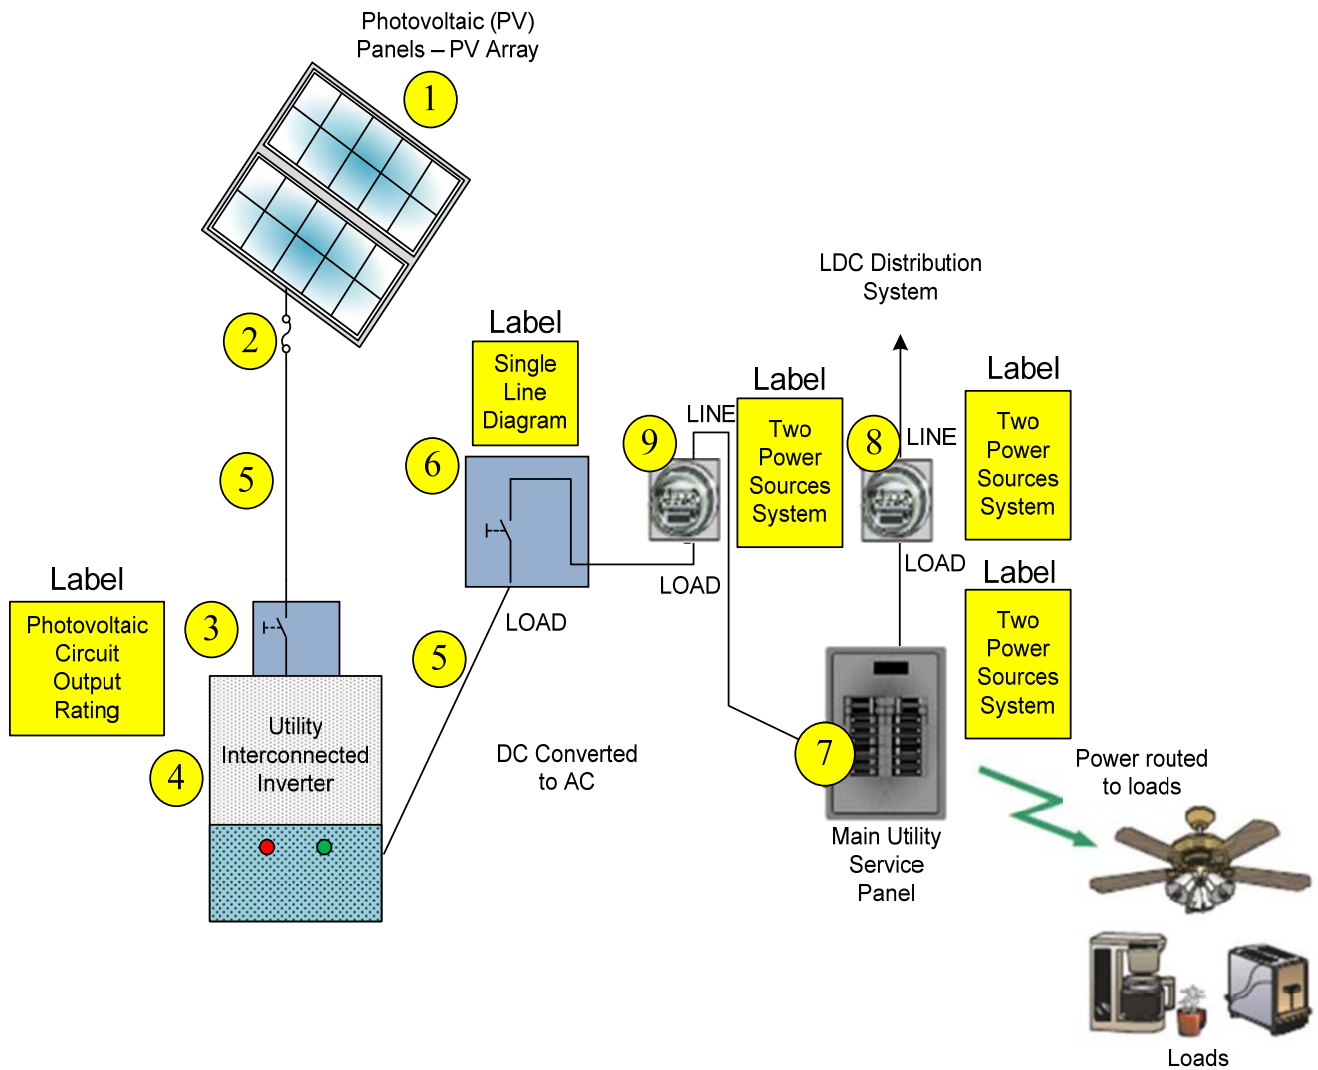 Photovoltaic (PV)
Panels – PV Array
1
LDC Distribution
System
2
Label
Single
Line
Diagram
Label
Two
Power
Sources
System
Label
Two
Power
Sources
System
9
LINE
8
LINE
6
5
LOAD
LOAD
Label
Photovoltaic
Circuit
Output
Rating
3
LOAD
5
Label
Two
Power
Sources
System
Utility
Interconnected
Inverter
4
DC Converted
to AC
7
Main Utility
Service
Panel
Power routed
to loads
Loads